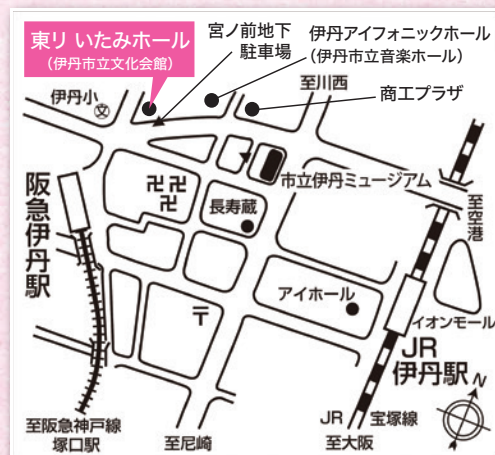 東リ いたみホール
（伊丹市立文化会館）
宮ノ前地下
駐車場
伊丹アイフォニックホール
（伊丹市立音楽ホール）
商工プラザ
至川西
伊丹小
文
市立伊丹ミュージアム
阪急伊丹駅
卍 卍
卍
長寿蔵
至空港
アイホール
イオンモール
〒
JR
伊丹駅
N
至阪急神戸線
塚口駅
至尼崎
JR 宝塚線
至大阪